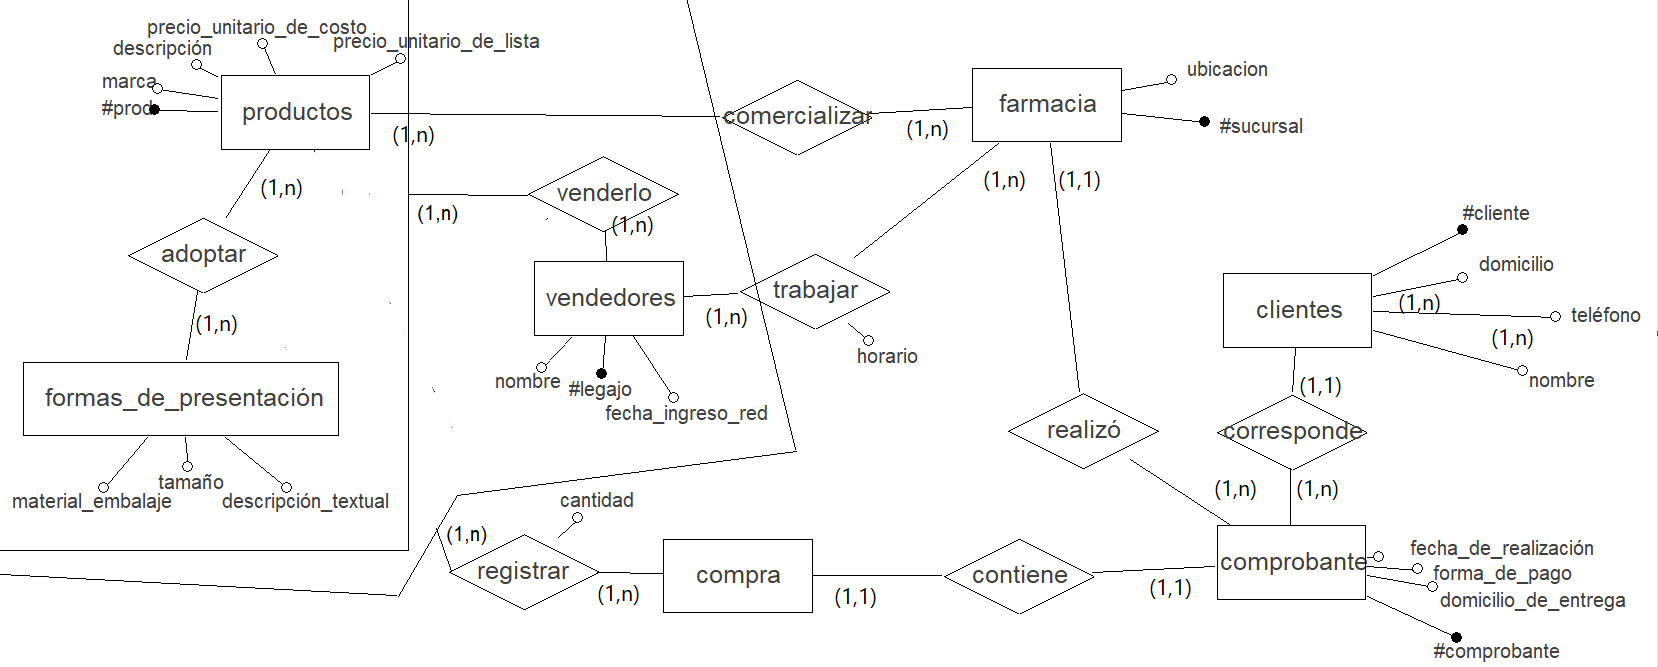 precio_unitario_de_costo
descripción
precio_unitario_de_lista
marca
#prod
productos
(1,n)
comercializar
(1,n)
farmacia
ubicacion
#sucursal
(1,n)
adoptar
(1,n)
formas_de_presentación
material_embalaje
tamaño
descripción_textual
(1,n)
venderlo
(1,n)
vendedores
(1,n)
nombre
#legajo
fecha_ingreso_red
trabajar
horario
(1,n)
(1,1)
realizó
(1,n)
#cliente
domicilio
(1,n)
teléfono
(1,n)
nombre
clientes
(1,1)
corresponde
(1,n)
cantidad
(1,n)
registrar
(1,n)
compra
(1,1)
contiene
(1,1)
comprobante
fecha_de_realización
forma_de_pago
domicilio_de_entrega
#comprobante